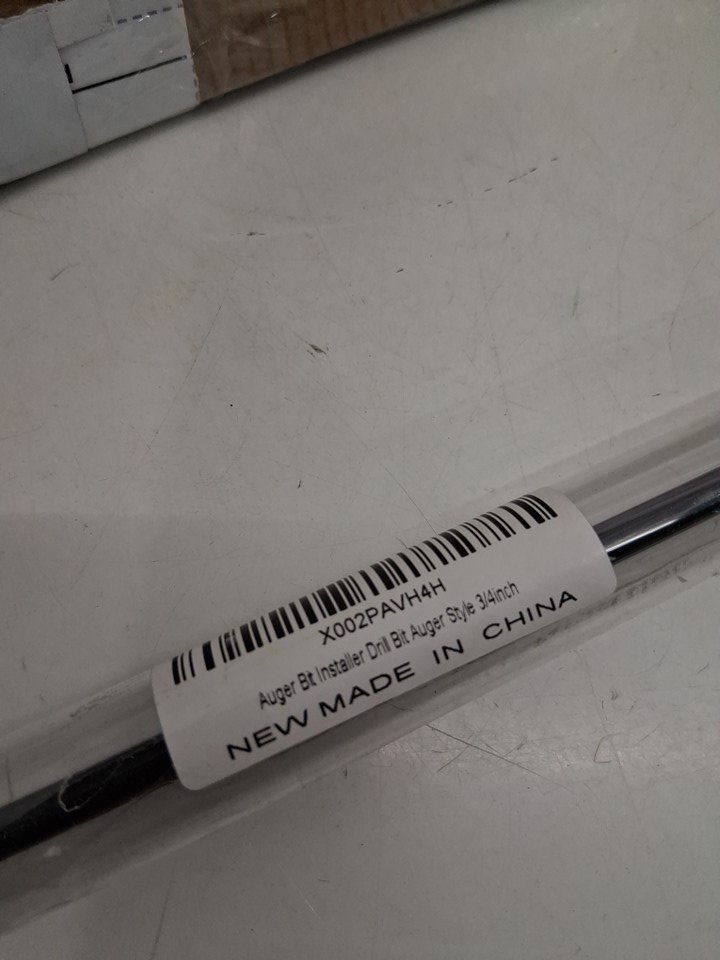 X002PAVH4H
Auger Bit Installer Drill Bit Auger Style 3/4inch
NEW MADE IN CHINA